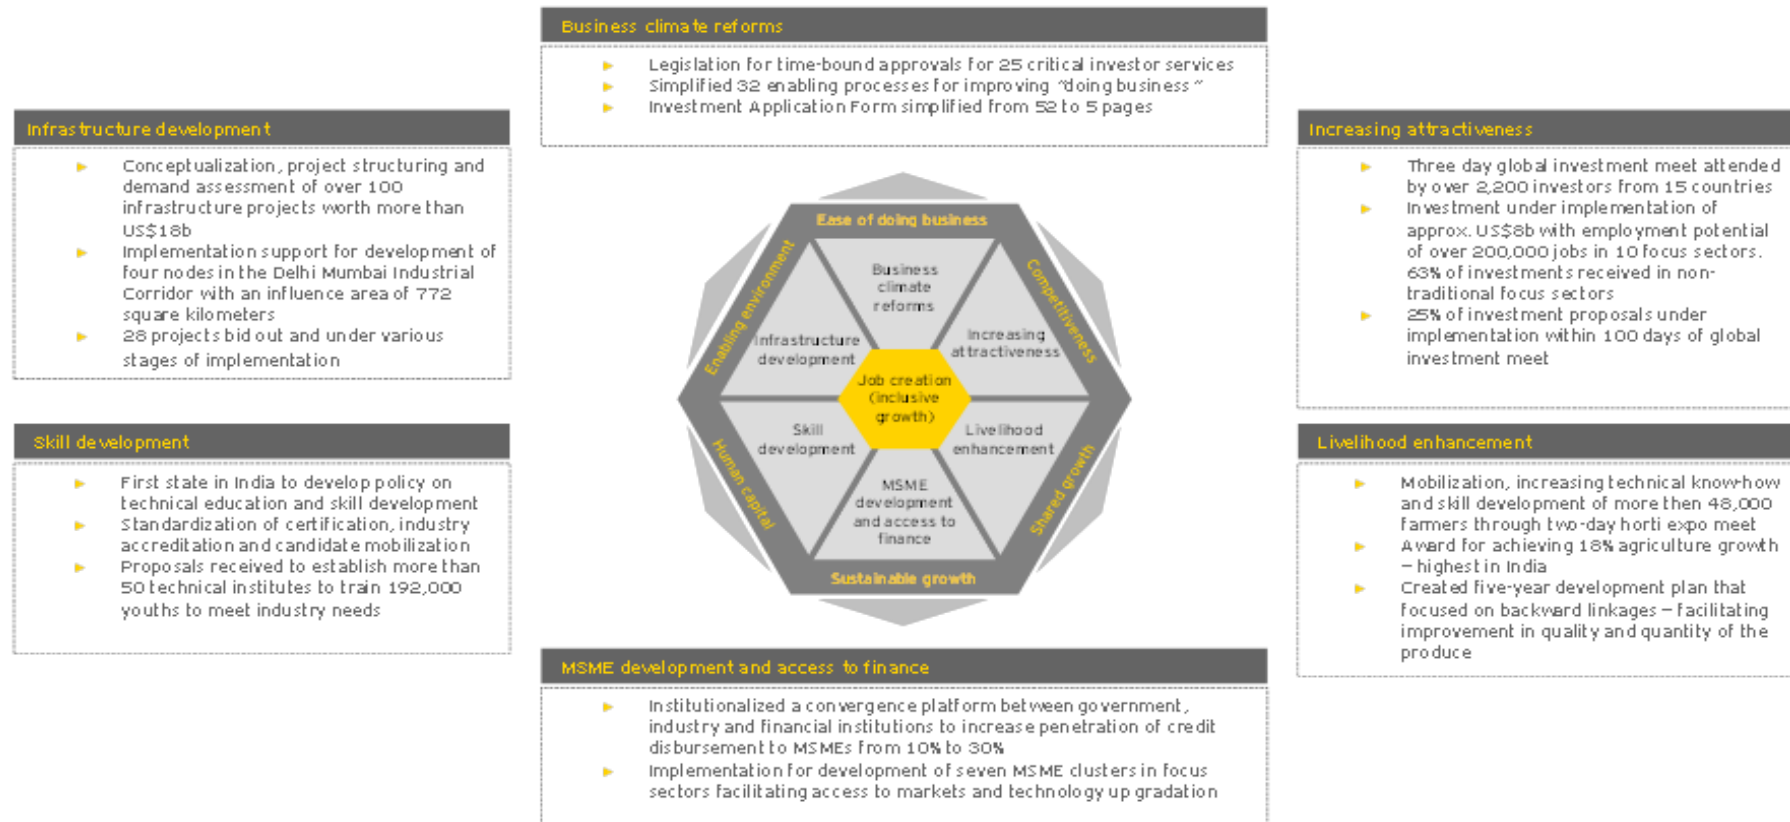 Business climate reforms
► Legislation for time-bound approvals for 25 critical investor services
► Simplified 32 enabling processes for improving “doing business”
► Investment Application Form simplified from 52 to 5 pages
Infrastructure development
► Conceptualization, project structuring and
demand assessment of over 100
infrastructure projects worth more than
US$18b
► Implementation support for development of
four nodes in the Delhi Mumbai Industrial
Corridor with an influence area of 772
square kilometers
► 28 projects bid out and under various
stages of implementation
Increasing attractiveness
► Three day global investment meet attended
by over 2,200 investors from 15 countries
► Investment under implementation of
approx. US$8b with employment potential
of over 200,000 jobs in 10 focus sectors.
63% of investments received in non-
traditional focus sectors
► 25% of investment proposals under
implementation within 100 days of global
investment meet
Ease of doing business
Enabling environment
Competitiveness
Business
climate
reforms
Infrastructure
development
Increasing
attractiveness
Job creation
(inclusive
growth)
Skill
development
Livelihood
enhancement
MSME
development
and access to
finance
Human capital
Shared growth
Sustainable growth
Skill development
► First state in India to develop policy on
technical education and skill development
► Standardization of certification, industry
accreditation and candidate mobilization
► Proposals received to establish more than
50 technical institutes to train 192,000
youths to meet industry needs
Livelihood enhancement
► Mobilization, increasing technical know-how
and skill development of more then 48,000
farmers through two-day horti expo meet
► Award for achieving 18% agriculture growth
– highest in India
► Created five-year development plan that
focused on backward linkages – facilitating
improvement in quality and quantity of the
produce
MSME development and access to finance
► Institutionalized a convergence platform between government,
industry and financial institutions to increase penetration of credit
disbursement to MSMEs from 10% to 30%
► Implementation for development of seven MSME clusters in focus
sectors facilitating access to markets and technology up gradation